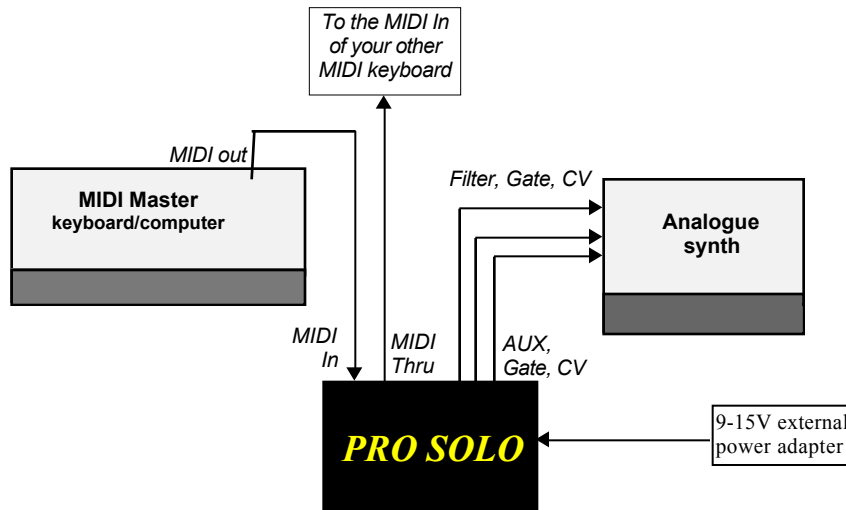 To the MIDI In
of your other
MIDI keyboard
MIDI out
MIDI Master
keyboard/computer
Filter, Gate, CV
Analogue
synth
MIDI
In
MIDI
Thru
AUX,
Gate, CV
PRO SOLO
9-15V external
power adapter